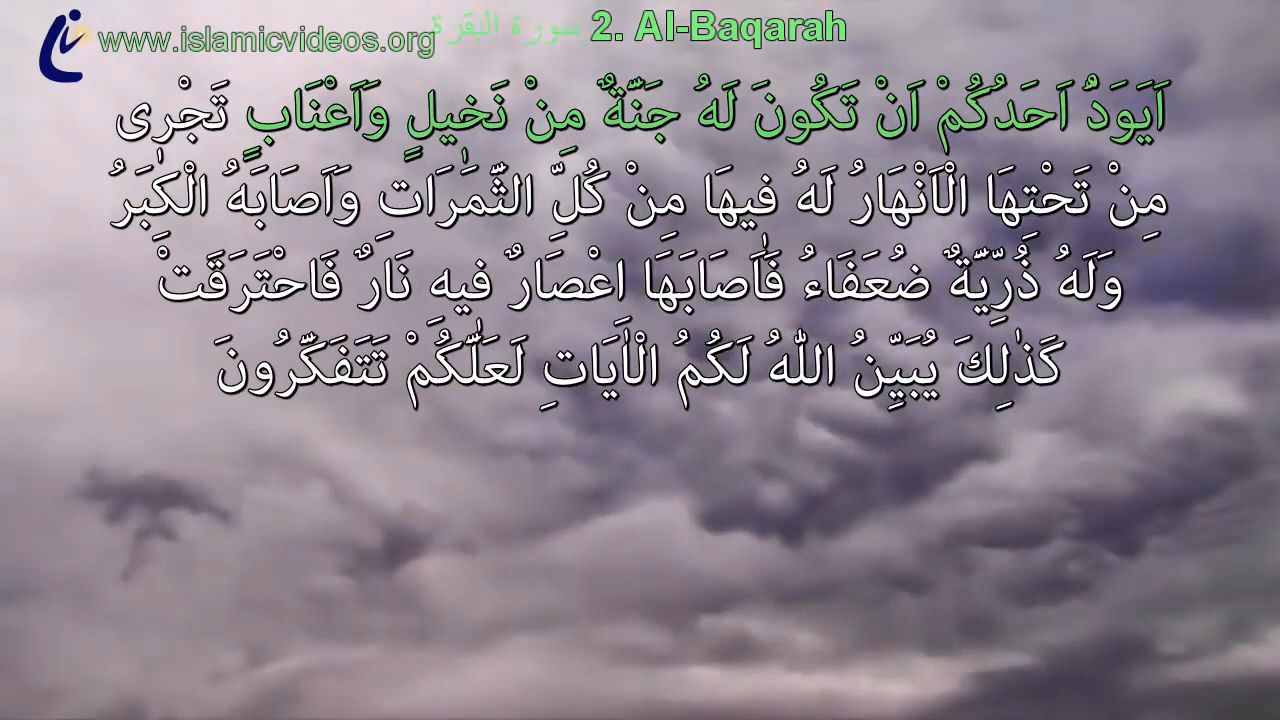 www.islamicvideos.org سورة البقرة 2. Al-Baqarah
اَيَوَدُّ اَحَدُكُمْ اَنْ تَكُونَ لَهُ جَنَّةٌ مِنْ نَخٖيلٍ وَاَعْنَابٍ تَجْرٖى
مِنْ تَحْتِهَا الْاَنْهَارُ لَهُ فٖيهَا مِنْ كُلِّ الثَّمَرَاتِ وَاَصَابَهُ الْكِبَرُ
وَلَهُ ذُرِّيَّةٌ ضُعَفَاءُ فَاَصَابَهَا اِعْصَارٌ فٖيهِ نَارٌ فَاحْتَرَقَتْ
كَذٰلِكَ يُبَيِّنُ اللّٰهُ لَكُمُ الْاٰيَاتِ لَعَلَّكُمْ تَتَفَكَّرُونَ